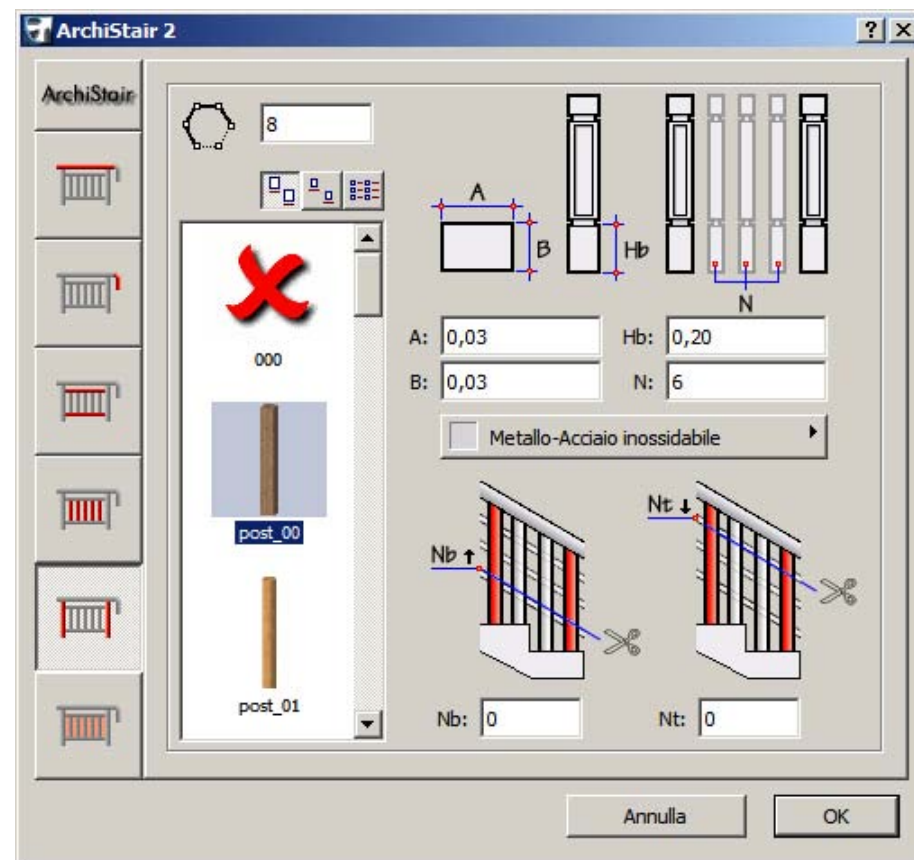 ArchiStair 2
ArchiStair
8
000
post_00
post_01
A
B
Hb
N
A: 0,03
Hb: 0,20
B: 0,03
N: 6
Metallo-Acciaio inossidabile
Nb
Nt
Nb: 0
Nt: 0
Annulla
OK